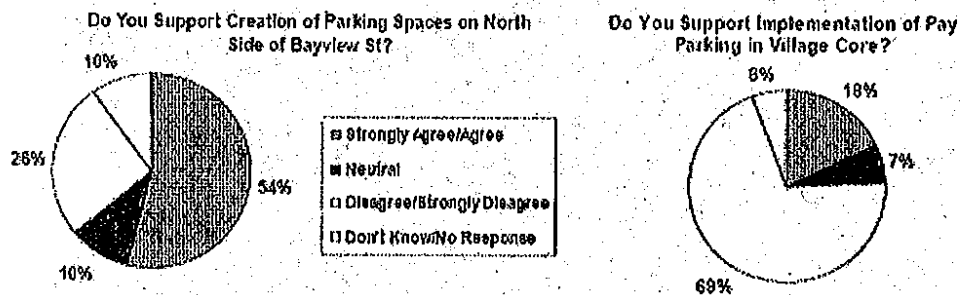 Do You Support Creation of Parking Spaces on North
Side of Bayview St?
10%
26%
54%
10%
Strongly Agree/Agree
Neutral
Disagree/Strongly Disagree
Don't Know/No Response
Do You Support Implementation of Pay
Parking in Village Core?
6%
18%
7%
69%